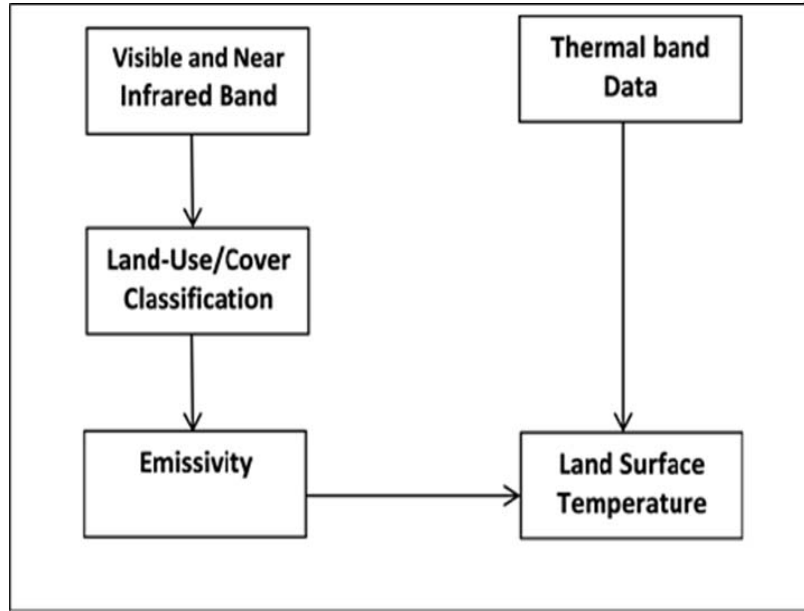 Visible and Near
Infrared Band
Thermal band
Data
Land-Use/Cover
Classification
Emissivity
Land Surface
Temperature